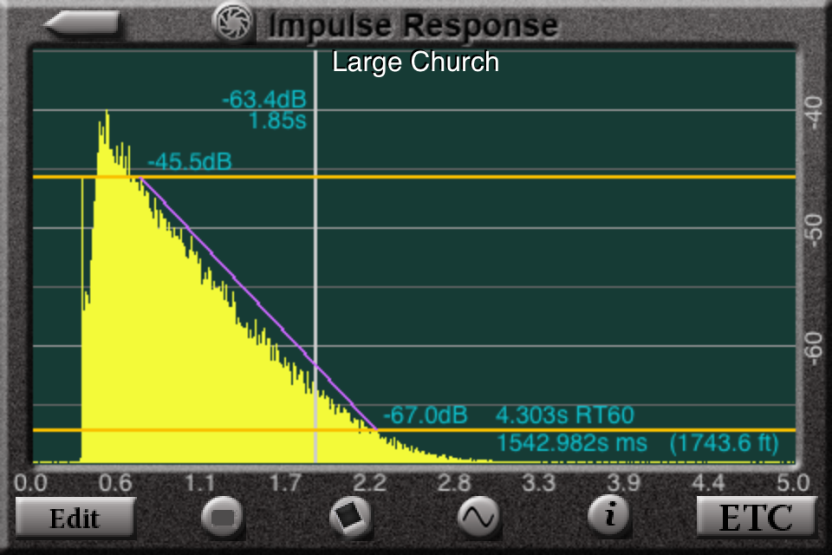 Impulse Response
Large Church
-63.4dB
1.85s
-45.5dB
-40
-50
-60
-67.0dB 4.303s RT60
1542.982s ms (1743.6 ft)
0.0 0.6 1.1 1.7 2.2 2.8 3.3 3.9 4.4 5.0
Edit i ETC